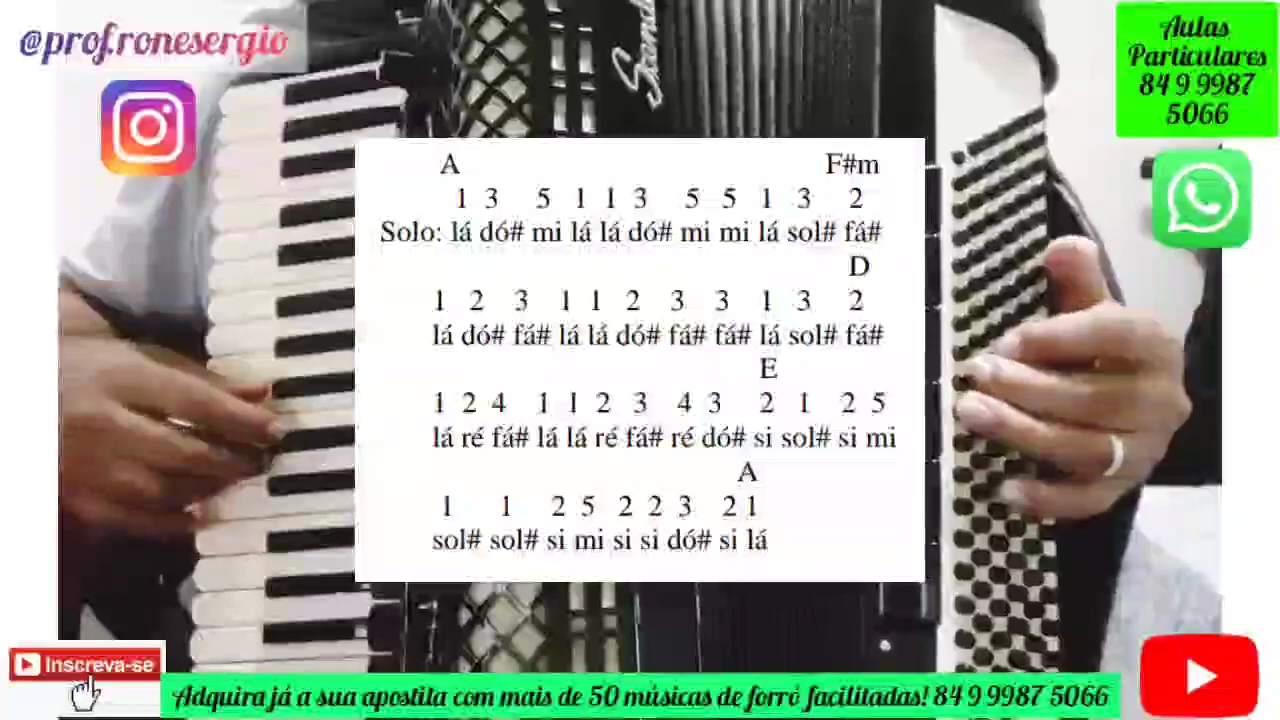 @prof.ronesergio
Aulas
Particulares
84 9 9987
5066
A F#m
1 3 5 1 1 3 5 5 1 3 2
Solo: lá dó# mi lá lá dó# mi mi lá sol# fá#
D
1 2 3 1 1 2 3 3 1 3 2
lá dó# fá# lá lá dó# fá# fá# lá sol# fá#
E
1 2 4 1 1 2 3 4 3 2 1 2 5
lá ré fá# lá lá ré fá# ré dó# si sol# si mi
A
1 1 2 5 2 2 3 2 1
sol# sol# si mi si si dó# si lá
Inscreva-se
Adquira já a sua apostila com mais de 50 músicas de forró facilitadas! 84 9 9987 5066